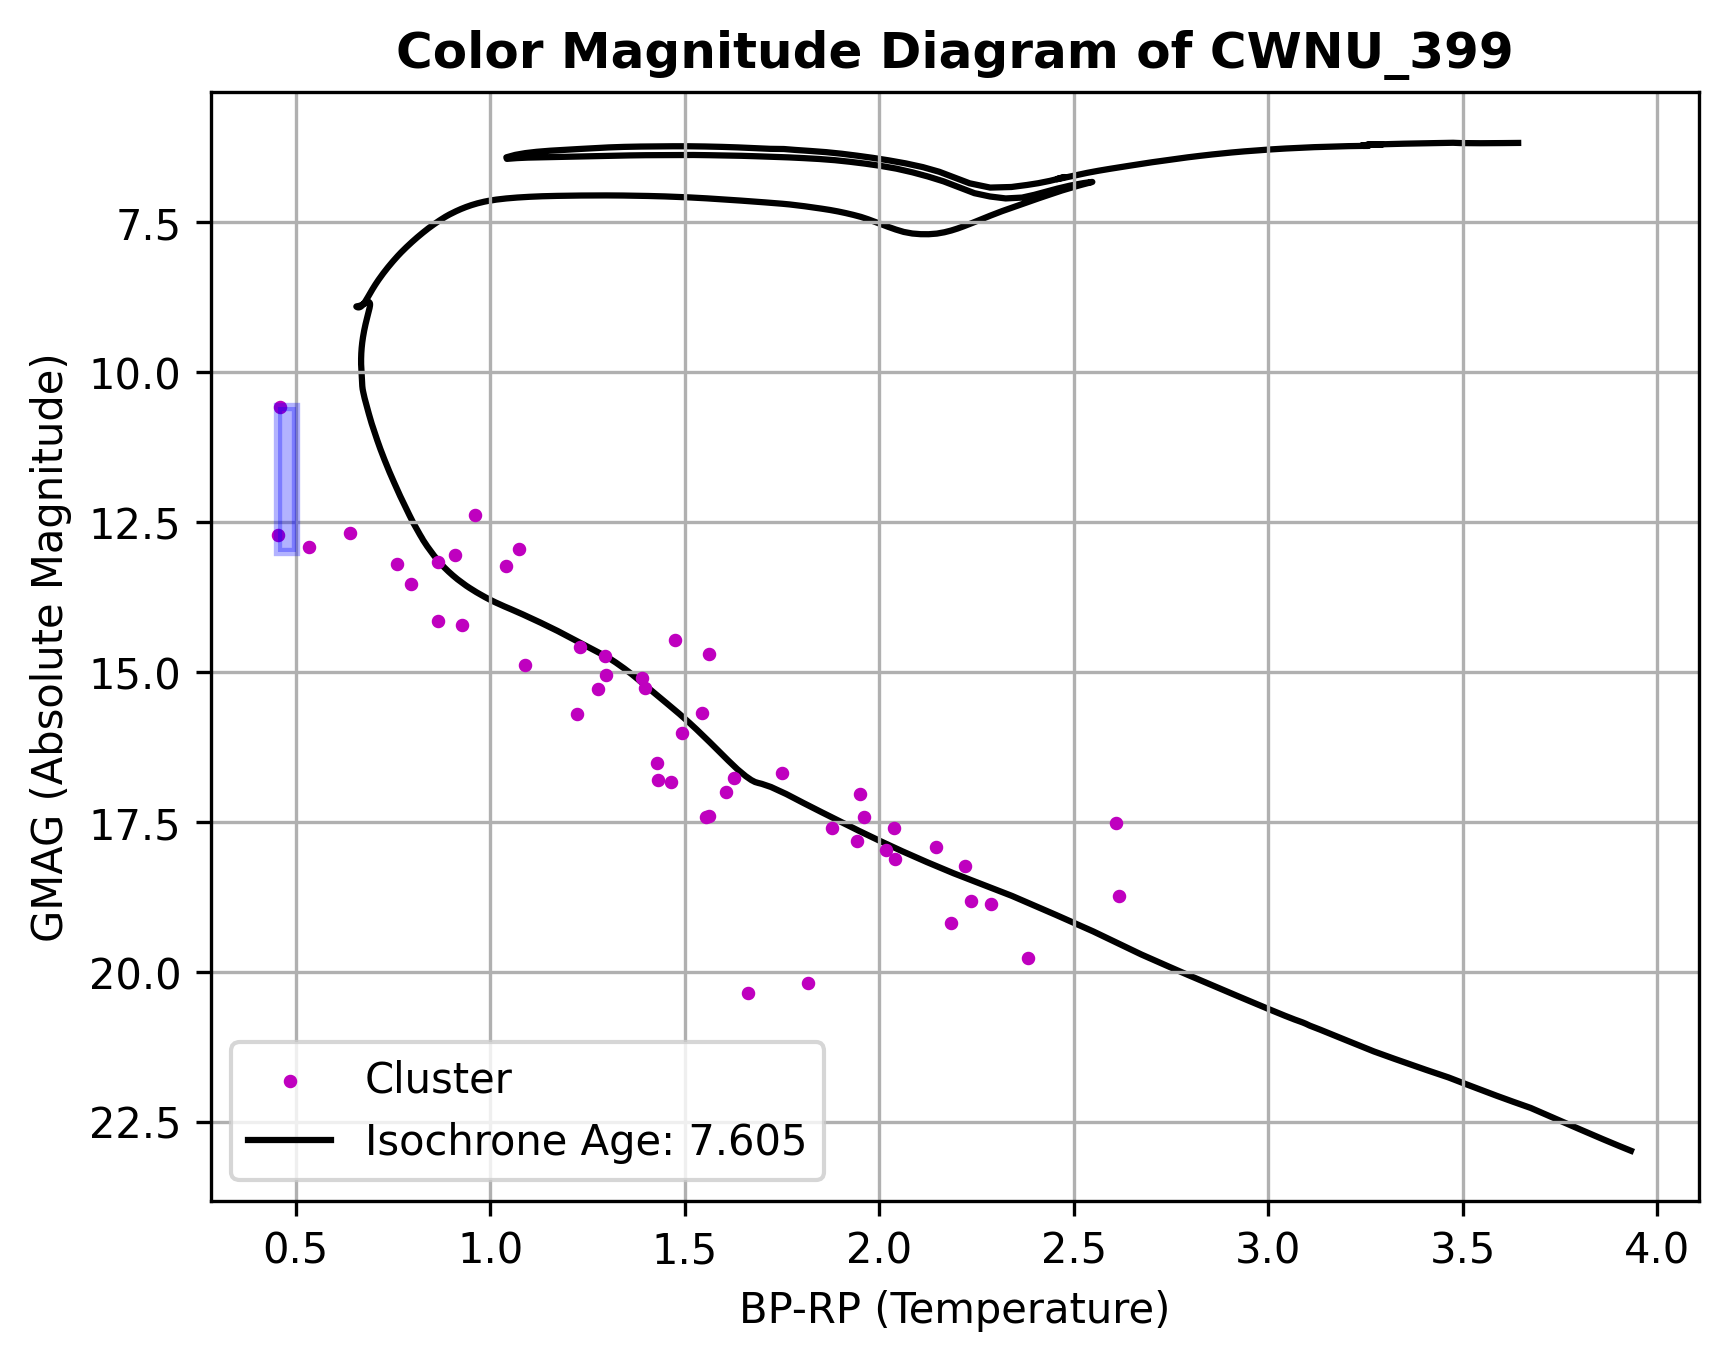 Color Magnitude Diagram of CWNU_399
GMAG (Absolute Magnitude)
7.5
10.0
12.5
15.0
17.5
20.0
22.5
Cluster
Isochrone Age: 7.605
0.5 1.0 1.5 2.0 2.5 3.0 3.5 4.0
BP-RP (Temperature)